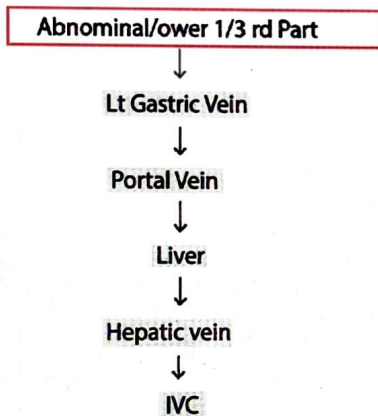 Abnominal/ower 1/3 rd Part
↓
Lt Gastric Vein
↓
Portal Vein
↓
Liver
↓
Hepatic vein
↓
IVC